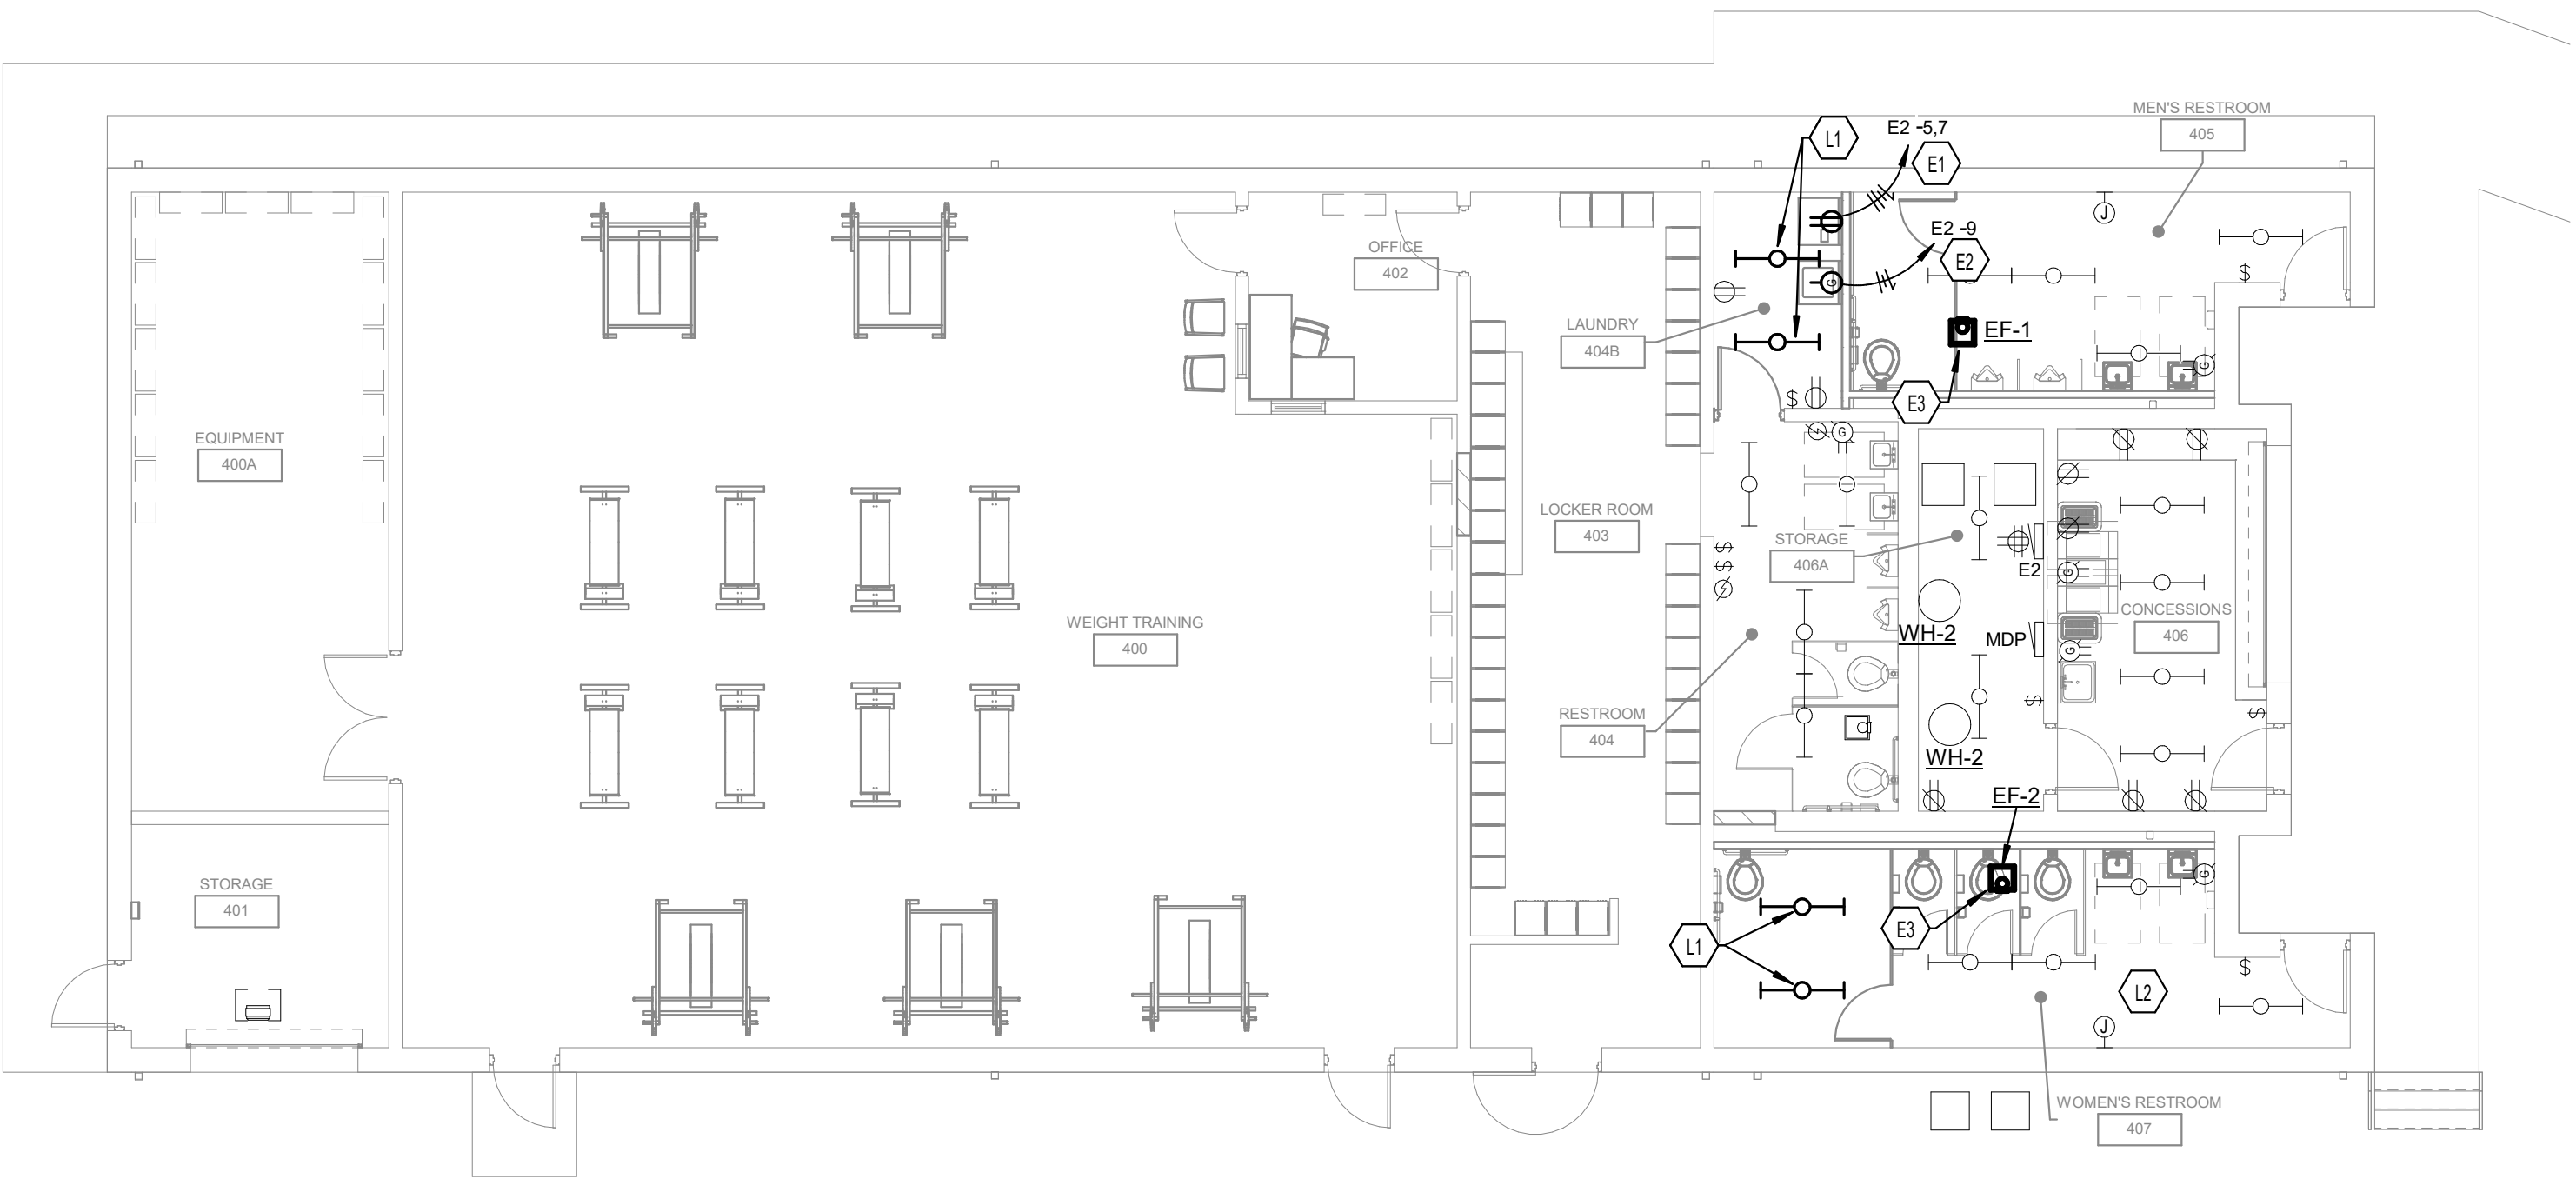 MEN'S RESTROOM
405
L1
E2 -5,7
E1
J
E2 -9
E2
$
G
OFFICE
402
LAUNDRY
404B
EF-1
G
$
E3
G
EQUIPMENT
400A
LOCKER ROOM
403
STORAGE
406A
$
$
E2
G
WEIGHT TRAINING
400
CONCESSIONS
406
WH-2
MDP
G
$
RESTROOM
404
$
WH-2
EF-2
STORAGE
401
G
E3
L1
$
L2
J
WOMEN'S RESTROOM
407